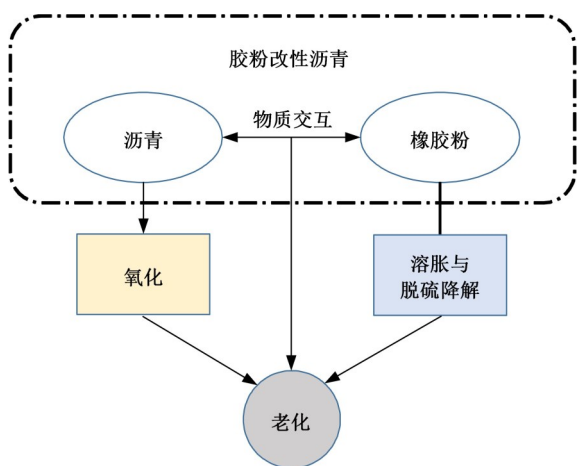 胶粉改性沥青
物质交互
沥青
橡胶粉
氧化
溶胀与
脱硫降解
老化